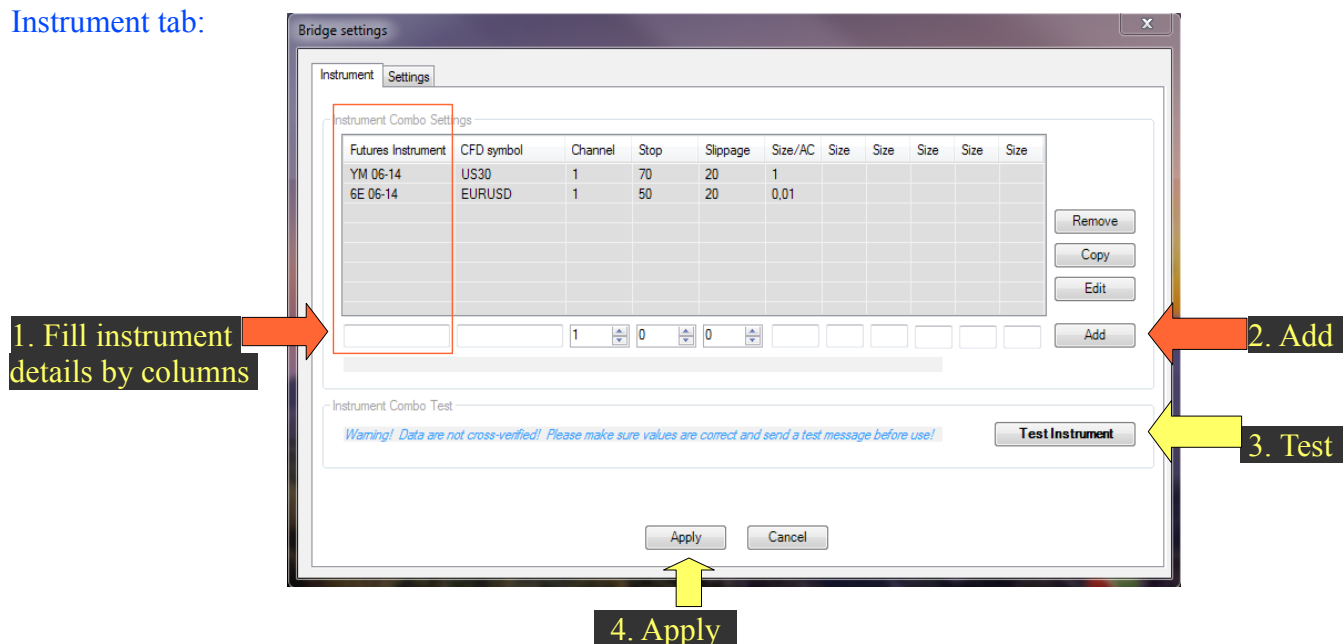 Instrument tab:
Bridge settings
x
Instrument Settings
Instrument Combo Settings
Futures Instrument CFD symbol Channel Stop Slippage Size/AC Size Size Size Size Size
YM 06-14 US30 1 70 20 1
6E 06-14 EURUSD 1 50 20 0,01
Remove
Copy
Edit
1. Fill instrument
details by columns
1 0 0
Add
2. Add
Instrument Combo Test
Warning! Data are not cross-verified! Please make sure values are correct and send a test message before use!
Test Instrument
3. Test
Apply Cancel
4. Apply